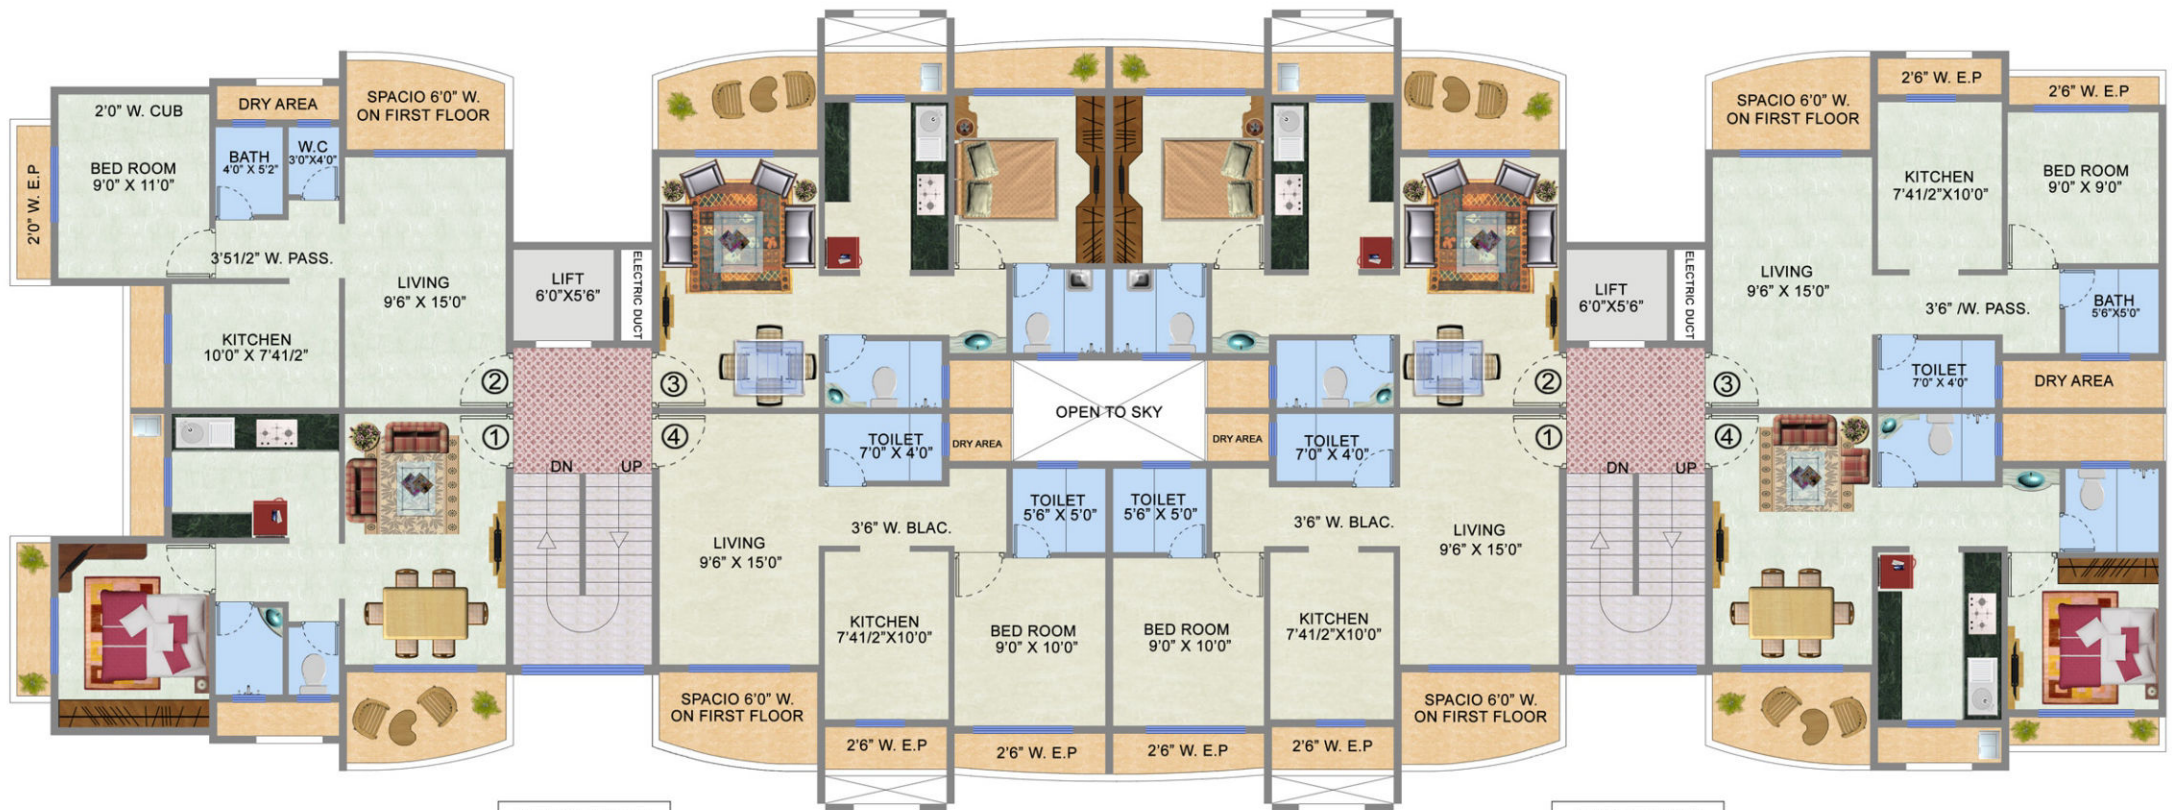 2'0" W. CUB
DRY AREA
SPACIO 6'0" W.
ON FIRST FLOOR
2'0" W. E.P
BED ROOM
9'0" X 11'0"
BATH
4'0" X 5'2"
W.C
3'0"X4'0"
3'51/2" W. PASS.
LIVING
9'6" X 15'0"
KITCHEN
10'0" X 7'41/2"
LIFT
6'0"X5'6"
ELECTRIC DUCT
2
3
1
4
DN
UP
OPEN TO SKY
DRY AREA
DRY AREA
TOILET
7'0" X 4'0"
TOILET
7'0" X 4'0"
TOILET
5'6" X 5'0"
TOILET
5'6" X 5'0"
3'6" W. BLAC.
3'6" W. BLAC.
LIVING
9'6" X 15'0"
LIVING
9'6" X 15'0"
KITCHEN
7'41/2"X10'0"
BED ROOM
9'0" X 10'0"
BED ROOM
9'0" X 10'0"
KITCHEN
7'41/2"X10'0"
SPACIO 6'0" W.
ON FIRST FLOOR
2'6" W. E.P
2'6" W. E.P
2'6" W. E.P
2'6" W. E.P
SPACIO 6'0" W.
ON FIRST FLOOR
SPACIO 6'0" W.
ON FIRST FLOOR
2'6" W. E.P
2'6" W. E.P
KITCHEN
7'41/2"X10'0"
BED ROOM
9'0" X 9'0"
LIVING
9'6" X 15'0"
LIFT
6'0"X5'6"
ELECTRIC DUCT
3'6" /W. PASS.
BATH
5'6"X5'0"
TOILET
7'0" X 4'0"
DRY AREA
2
3
1
4
DN
UP